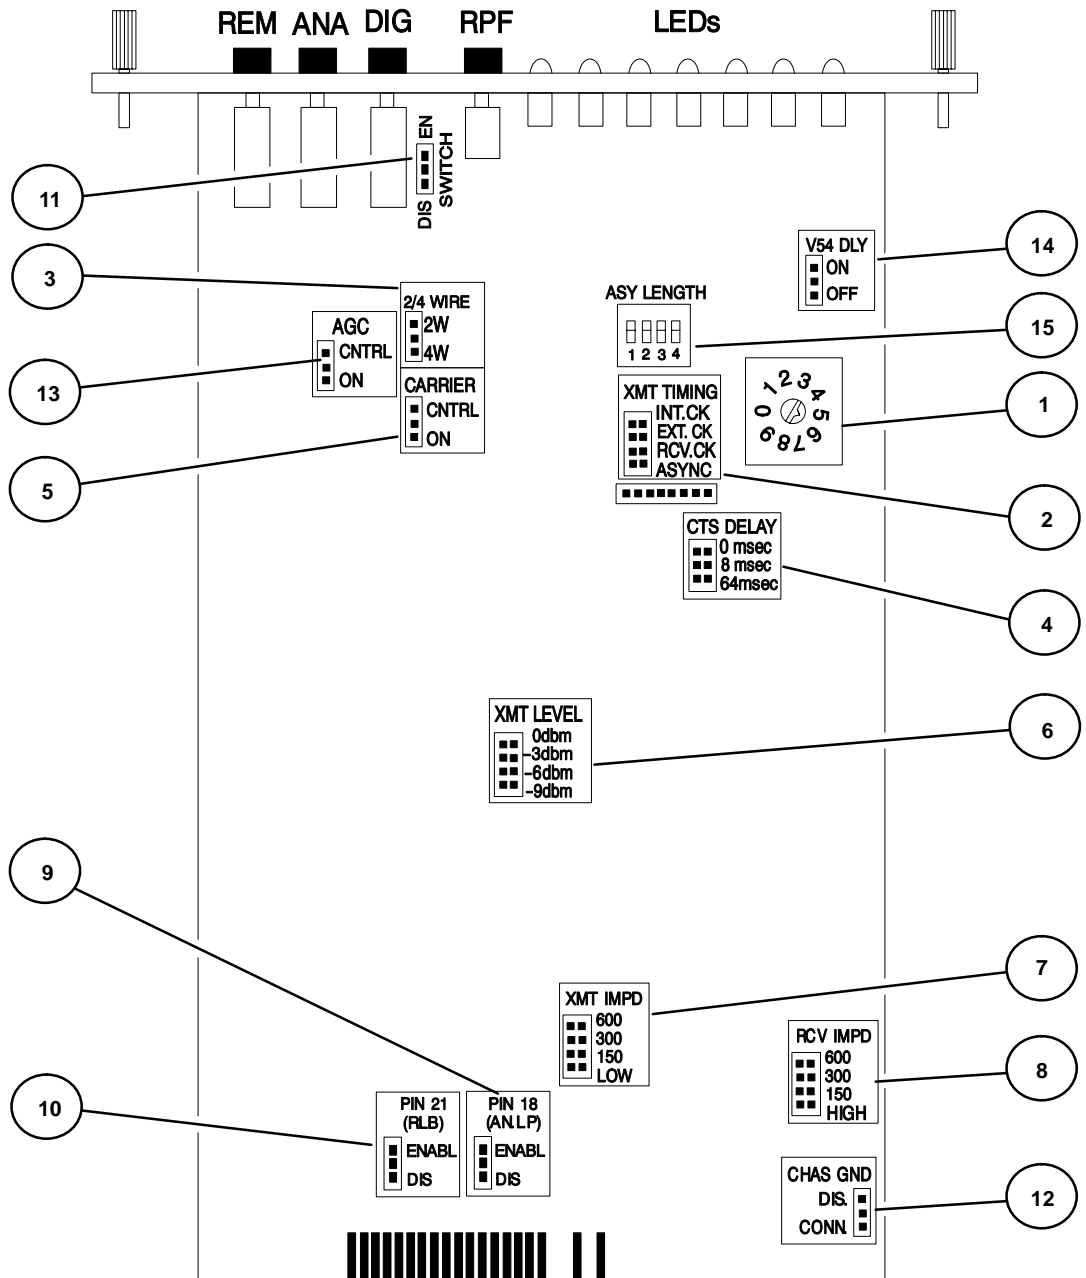 REM ANA DIG RPF LEDs
DIS SWITCH EN
11
3
13
5
14
15
1
2
4
6
9
7
8
10
12
2/4 WIRE
2W
4W
AGC
CNTRL
ON
CARRIER
CNTRL
ON
V54 DLY
ON
OFF
ASY LENGTH
1 2 3 4
XMT TIMING
INT.CK
EXT. CK
RCV.CK
ASYNC
0 1 2 3 4 5 6 7 8 9
CTS DELAY
0 msec
8 msec
64msec
XMT LEVEL
0dbm
-3dbm
-6dbm
-9dbm
XMT IMPD
600
300
150
LOW
RCV IMPD
600
300
150
HIGH
PIN 21
(RLB)
ENABL
DIS
PIN 18
(AN.LP)
ENABL
DIS
CHAS GND
DIS.
CONN.